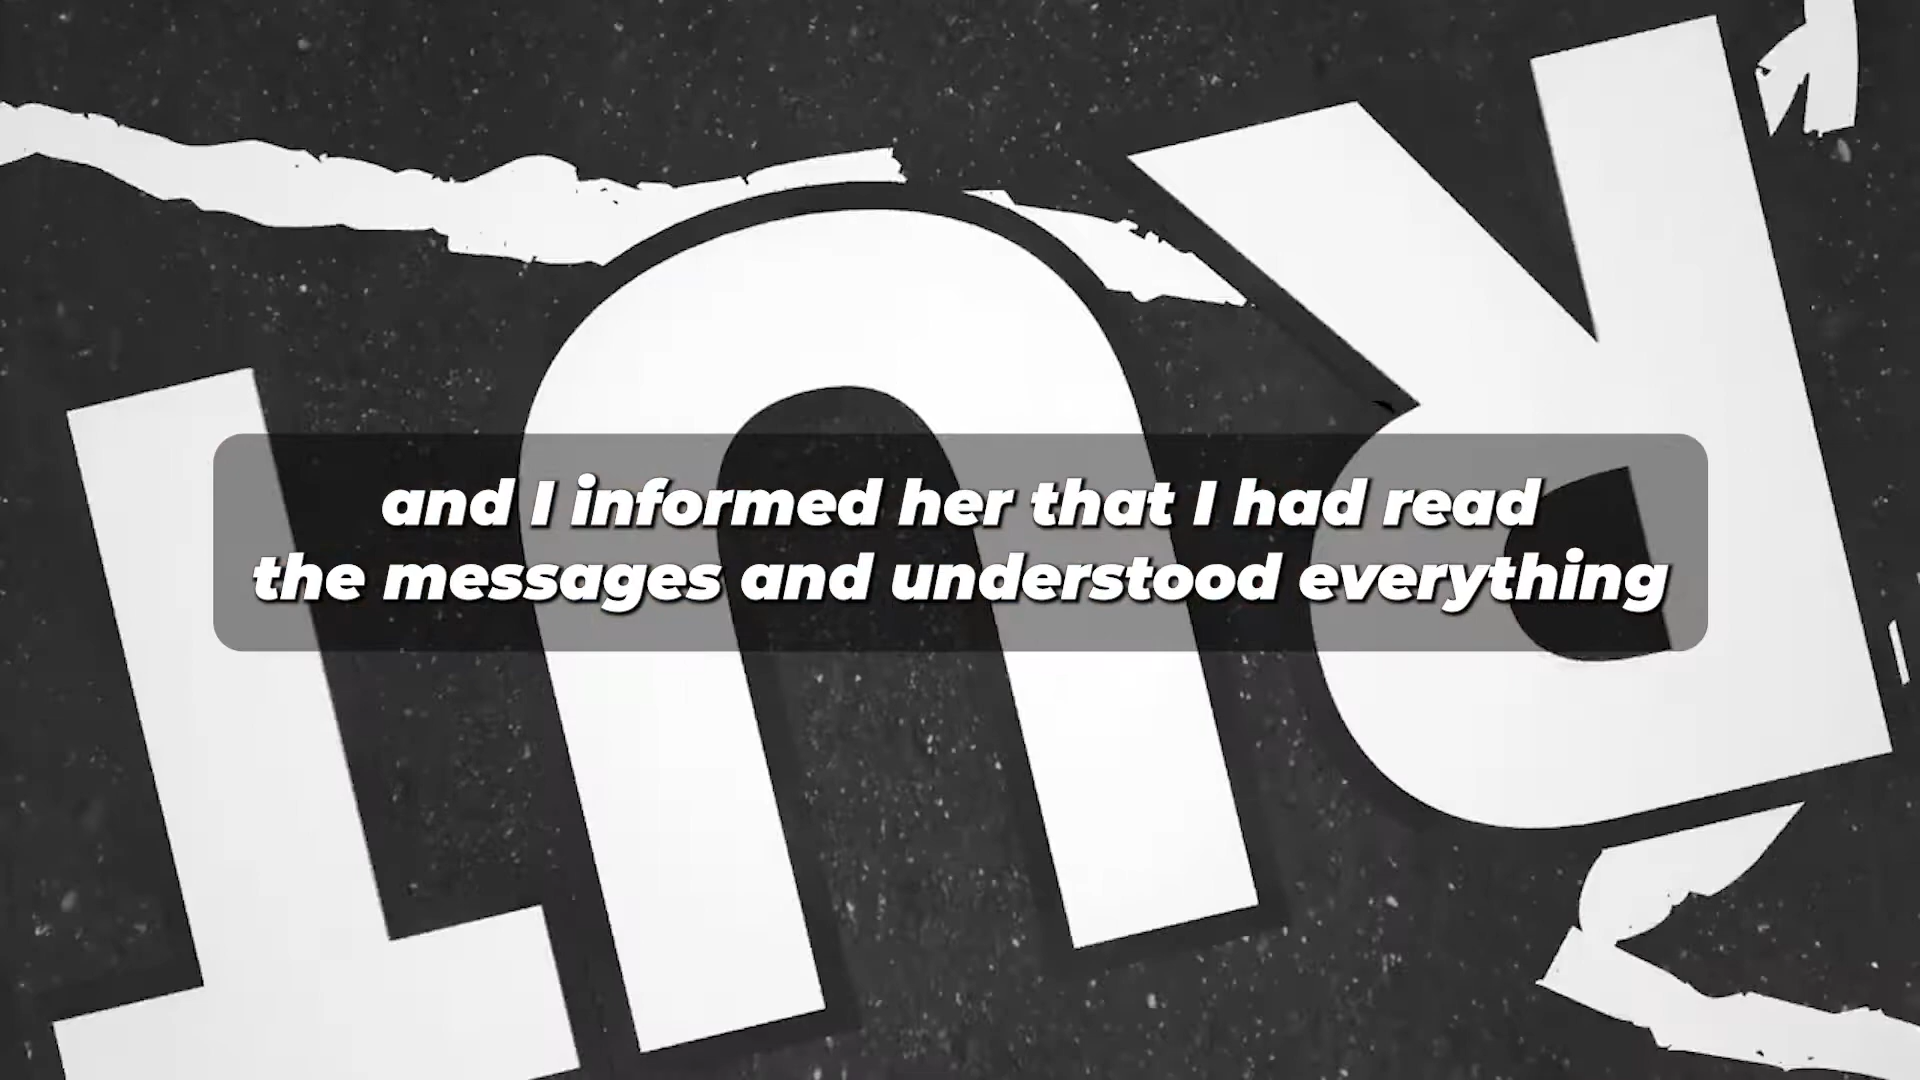 and I informed her that I had read
the messages and understood everything